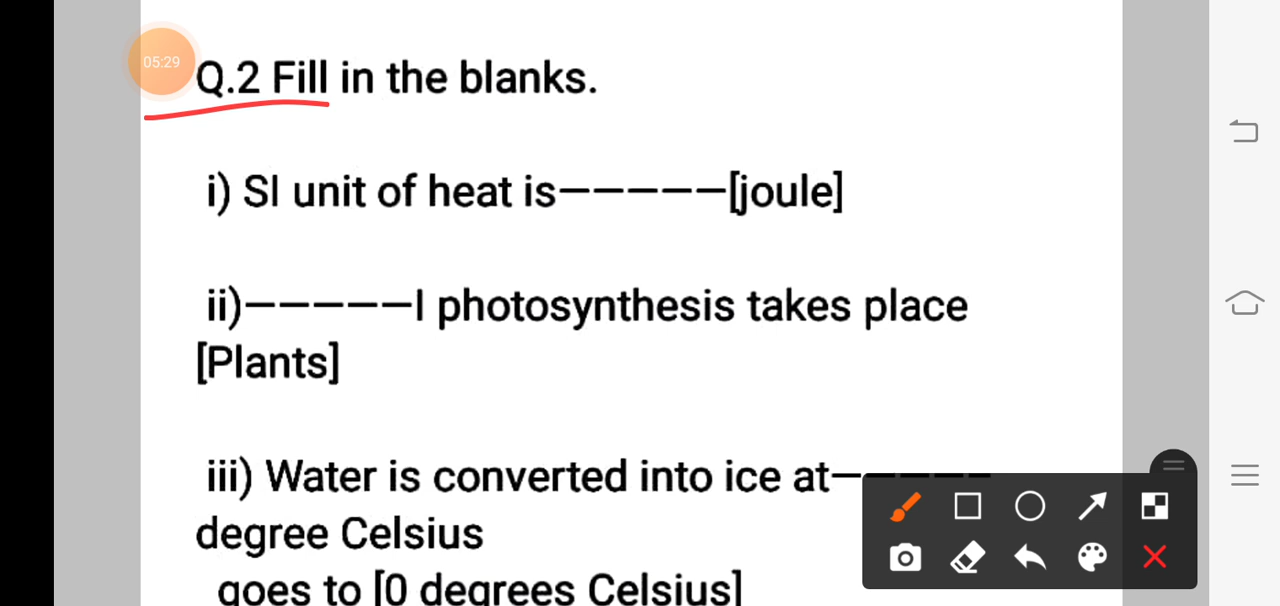 05:29
Q.2 Fill in the blanks.
i) SI unit of heat is–––––[joule]
ii)–––––I photosynthesis takes place
[Plants]
iii) Water is converted into ice at–––––
degree Celsius
goes to [0 degrees Celsius]